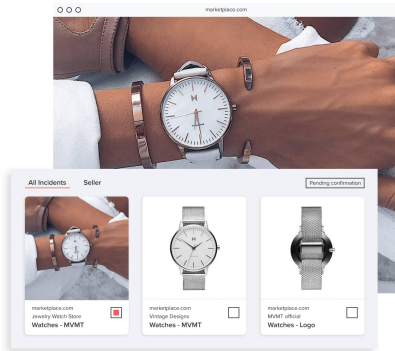 marketplace.com
All Incidents
Seller
Pending confirmation
marketplace.com
Jewelry Watch Store
Watches - MVMT
marketplace.com
Vintage Designs
Watches - MVMT
marketplace.com
MVMT official
Watches - Logo